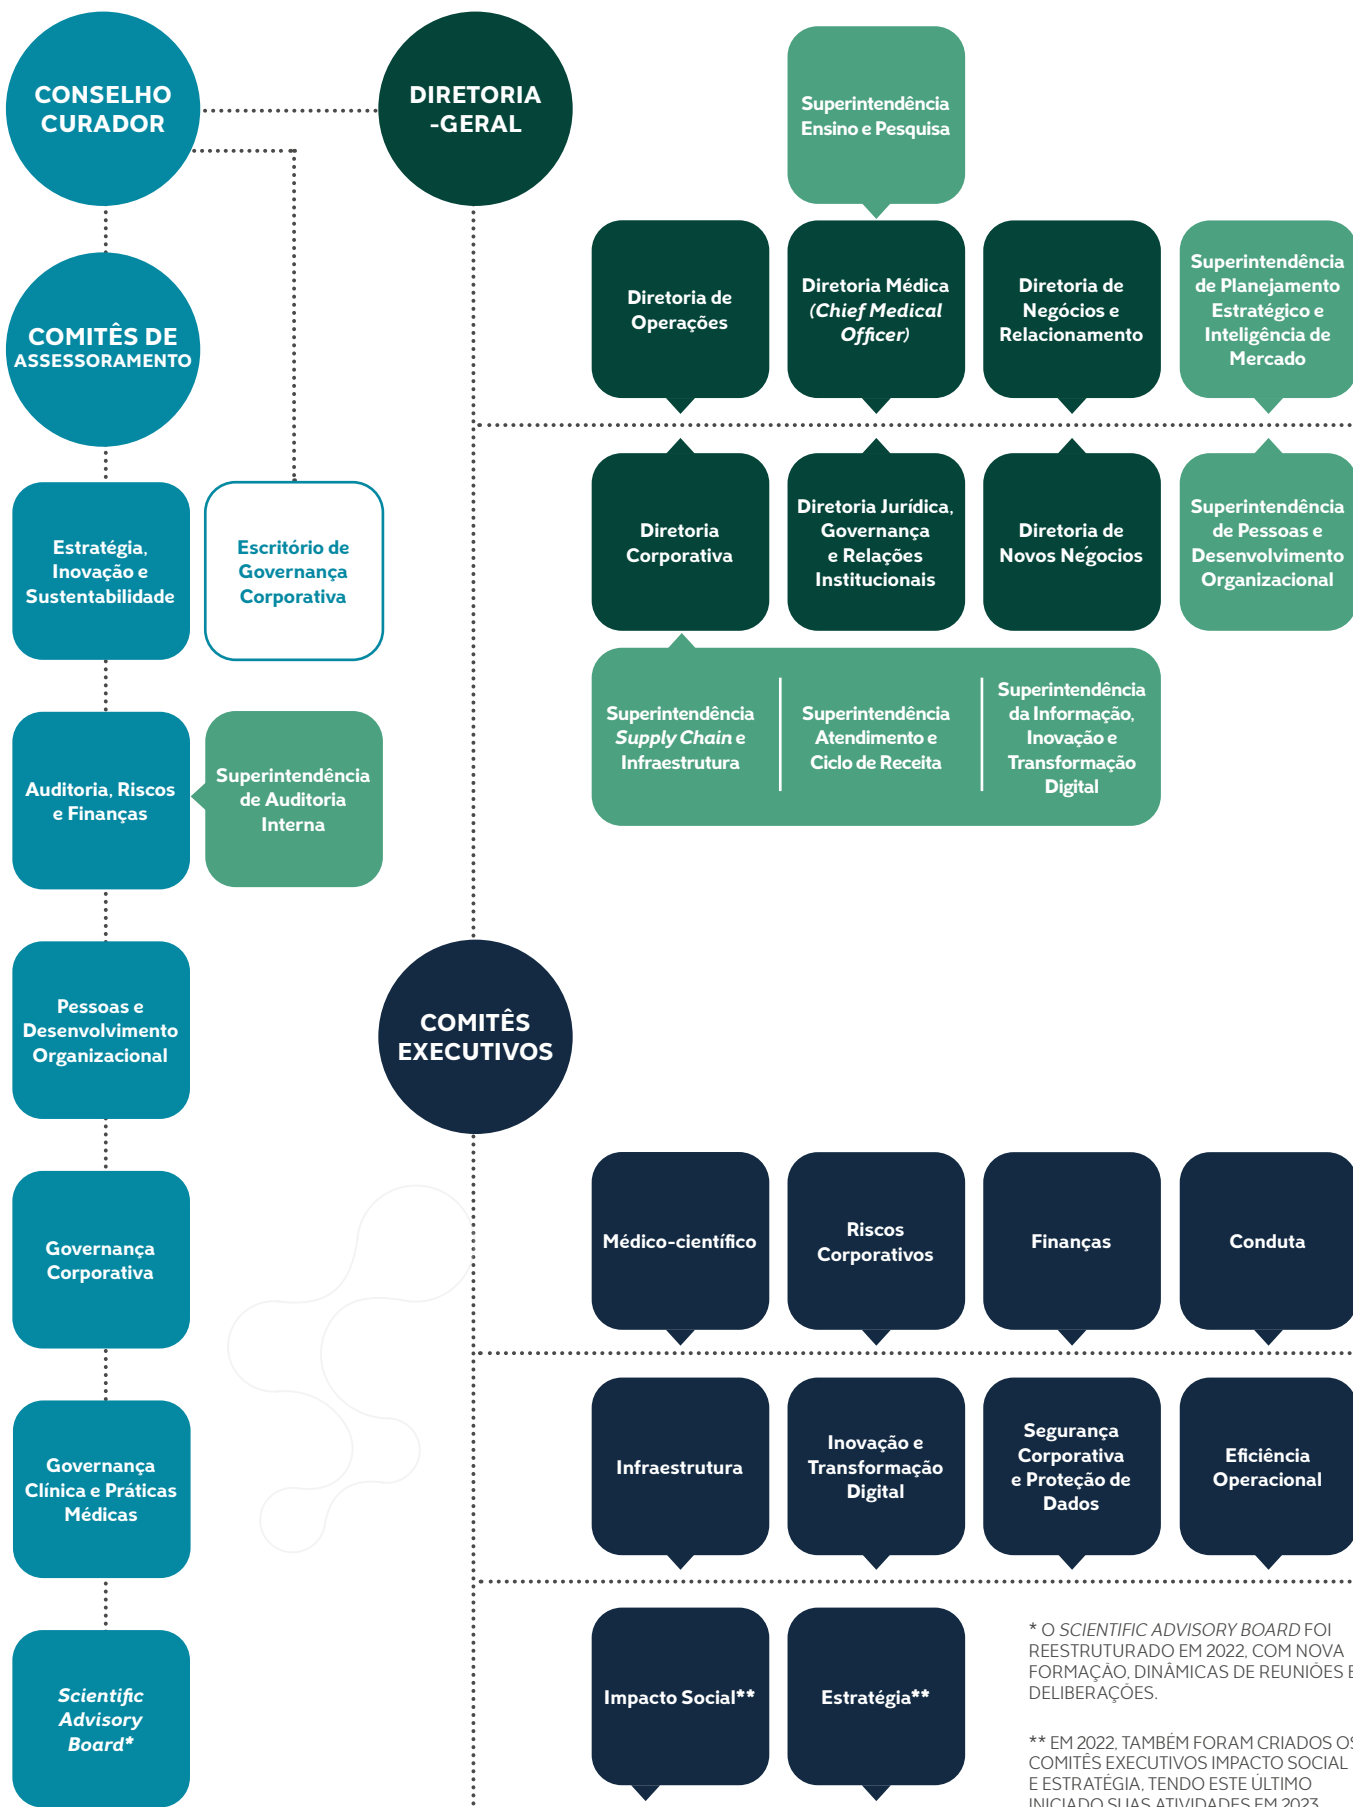 CONSELHO
CURADOR
DIRETORIA
-GERAL
Superintendência
Ensino e Pesquisa
Diretoria de
Operações
Diretoria Médica
(Chief Medical
Officer)
Diretoria de
Negócios e
Relacionamento
Superintendência
de Planejamento
Estratégico e
Inteligência de
Mercado
COMITÊS DE
ASSESSORAMENTO
Estratégia,
Inovação e
Sustentabilidade
Escritório de
Governança
Corporativa
Diretoria
Corporativa
Diretoria Jurídica,
Governança
e Relações
Institucionais
Diretoria de
Novos Negócios
Superintendência
de Pessoas e
Desenvolvimento
Organizacional
Superintendência
Supply Chain e
Infraestrutura
Superintendência
Atendimento e
Ciclo de Receita
Superintendência
da Informação,
Inovação e
Transformação
Digital
Auditoria, Riscos
e Finanças
Superintendência
de Auditoria
Interna
Pessoas e
Desenvolvimento
Organizacional
COMITÊS
EXECUTIVOS
Governança
Corporativa
Médico-científico
Riscos
Corporativos
Finanças
Conduta
Governança
Clínica e Práticas
Médicas
Infraestrutura
Inovação e
Transformação
Digital
Segurança
Corporativa
e Proteção de
Dados
Eficiência
Operacional
Scientific
Advisory
Board*
Impacto Social**
Estratégia**
* O SCIENTIFIC ADVISORY BOARD FOI
REESTRUTURADO EM 2022, COM NOVA
FORMAÇÃO, DINÂMICAS DE REUNIÕES E
DELIBERAÇÕES.
** EM 2022, TAMBÉM FORAM CRIADOS OS
COMITÊS EXECUTIVOS IMPACTO SOCIAL
E ESTRATÉGIA, TENDO ESTE ÚLTIMO
INICIADO SUAS ATIVIDADES EM 2023